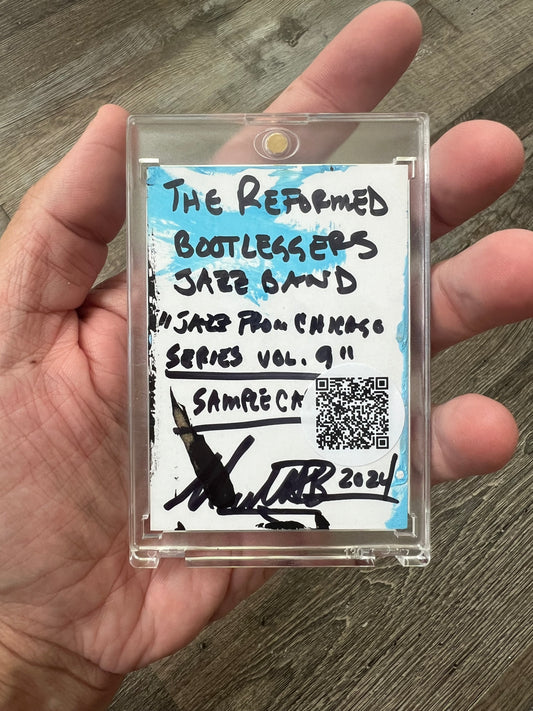 THE REFORMED
BOOTLEGGERS
JAZZ BAND
"JAZZ FROM CHICAGO
SERIES VOL. 9"
SAMPLE CA
2024